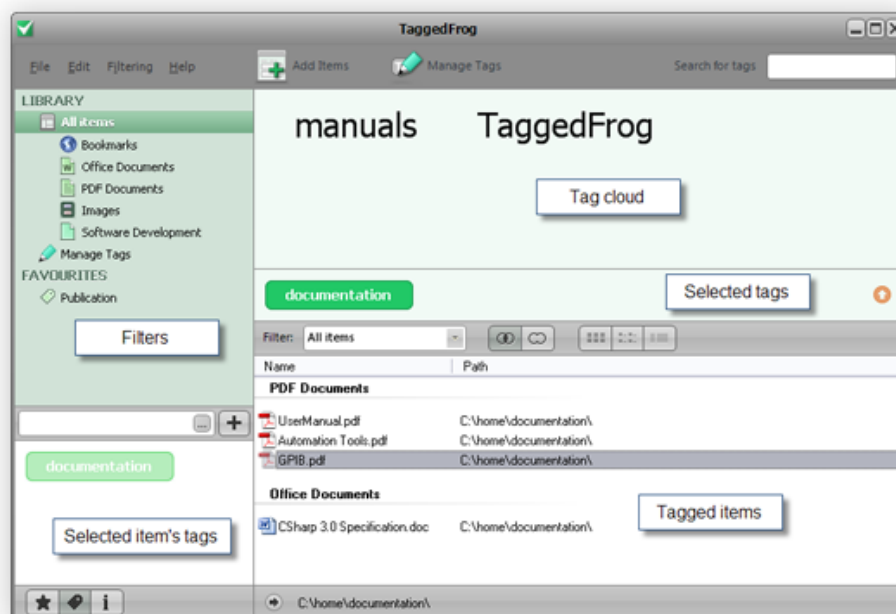 TaggedFrog
File Edit Filtering Help
Add Items
Manage Tags
Search for tags
LIBRARY
All items
Bookmarks
Office Documents
PDF Documents
Images
Software Development
Manage Tags
FAVOURITES
Publication
Filters
manuals TaggedFrog
Tag cloud
documentation
Selected tags
Filter: All items
Name Path
PDF Documents
UserManual.pdf C:\home\documentation\
Automation Tools.pdf C:\home\documentation\
GPIB.pdf C:\home\documentation\
Office Documents
CSharp 3.0 Specification.doc C:\home\documentation\
Tagged items
...
documentation
Selected item's tags
C:\home\documentation\